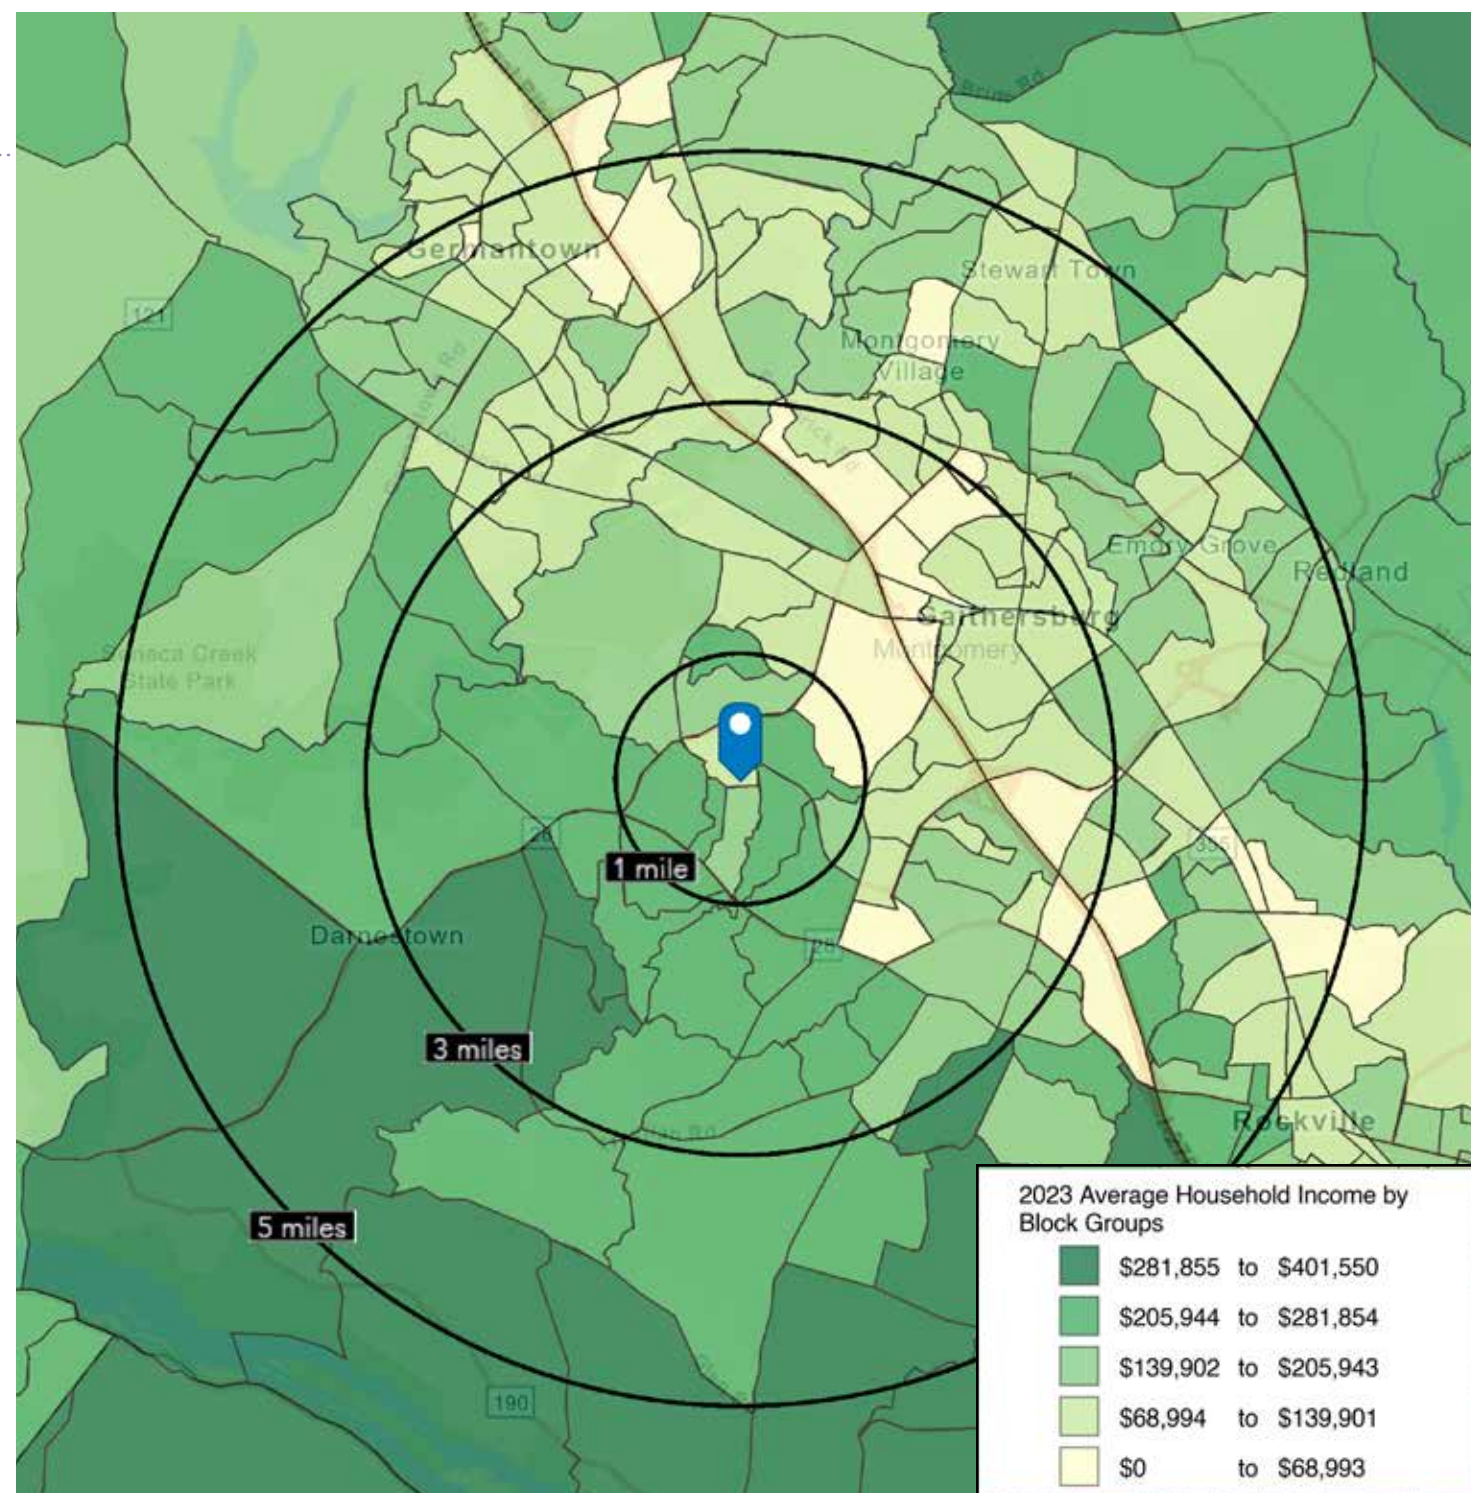 Brink Rd
Germantown
Stewart Town
121
Montgomery
Village
Emory Grove
Redland
Gaithersburg
Montgomery
Seneca Creek
State Park
28
355
1 mile
Darnestown
28
3 miles
Rockville
I-270
5 miles
190
2023 Average Household Income by
Block Groups
$281,855 to $401,550
$205,944 to $281,854
$139,902 to $205,943
$68,994 to $139,901
$0 to $68,993